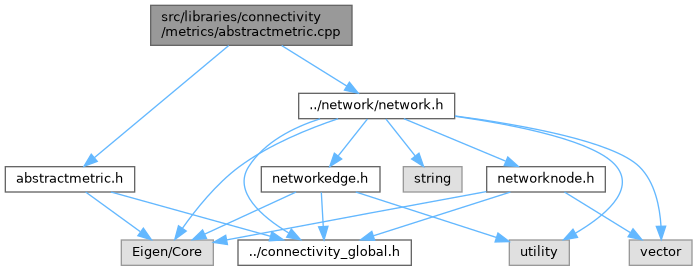 src/libraries/connectivity
/metrics/abstractmetric.cpp
../network/network.h
abstractmetric.h
networkedge.h
string
networknode.h
Eigen/Core
../connectivity_global.h
utility
vector